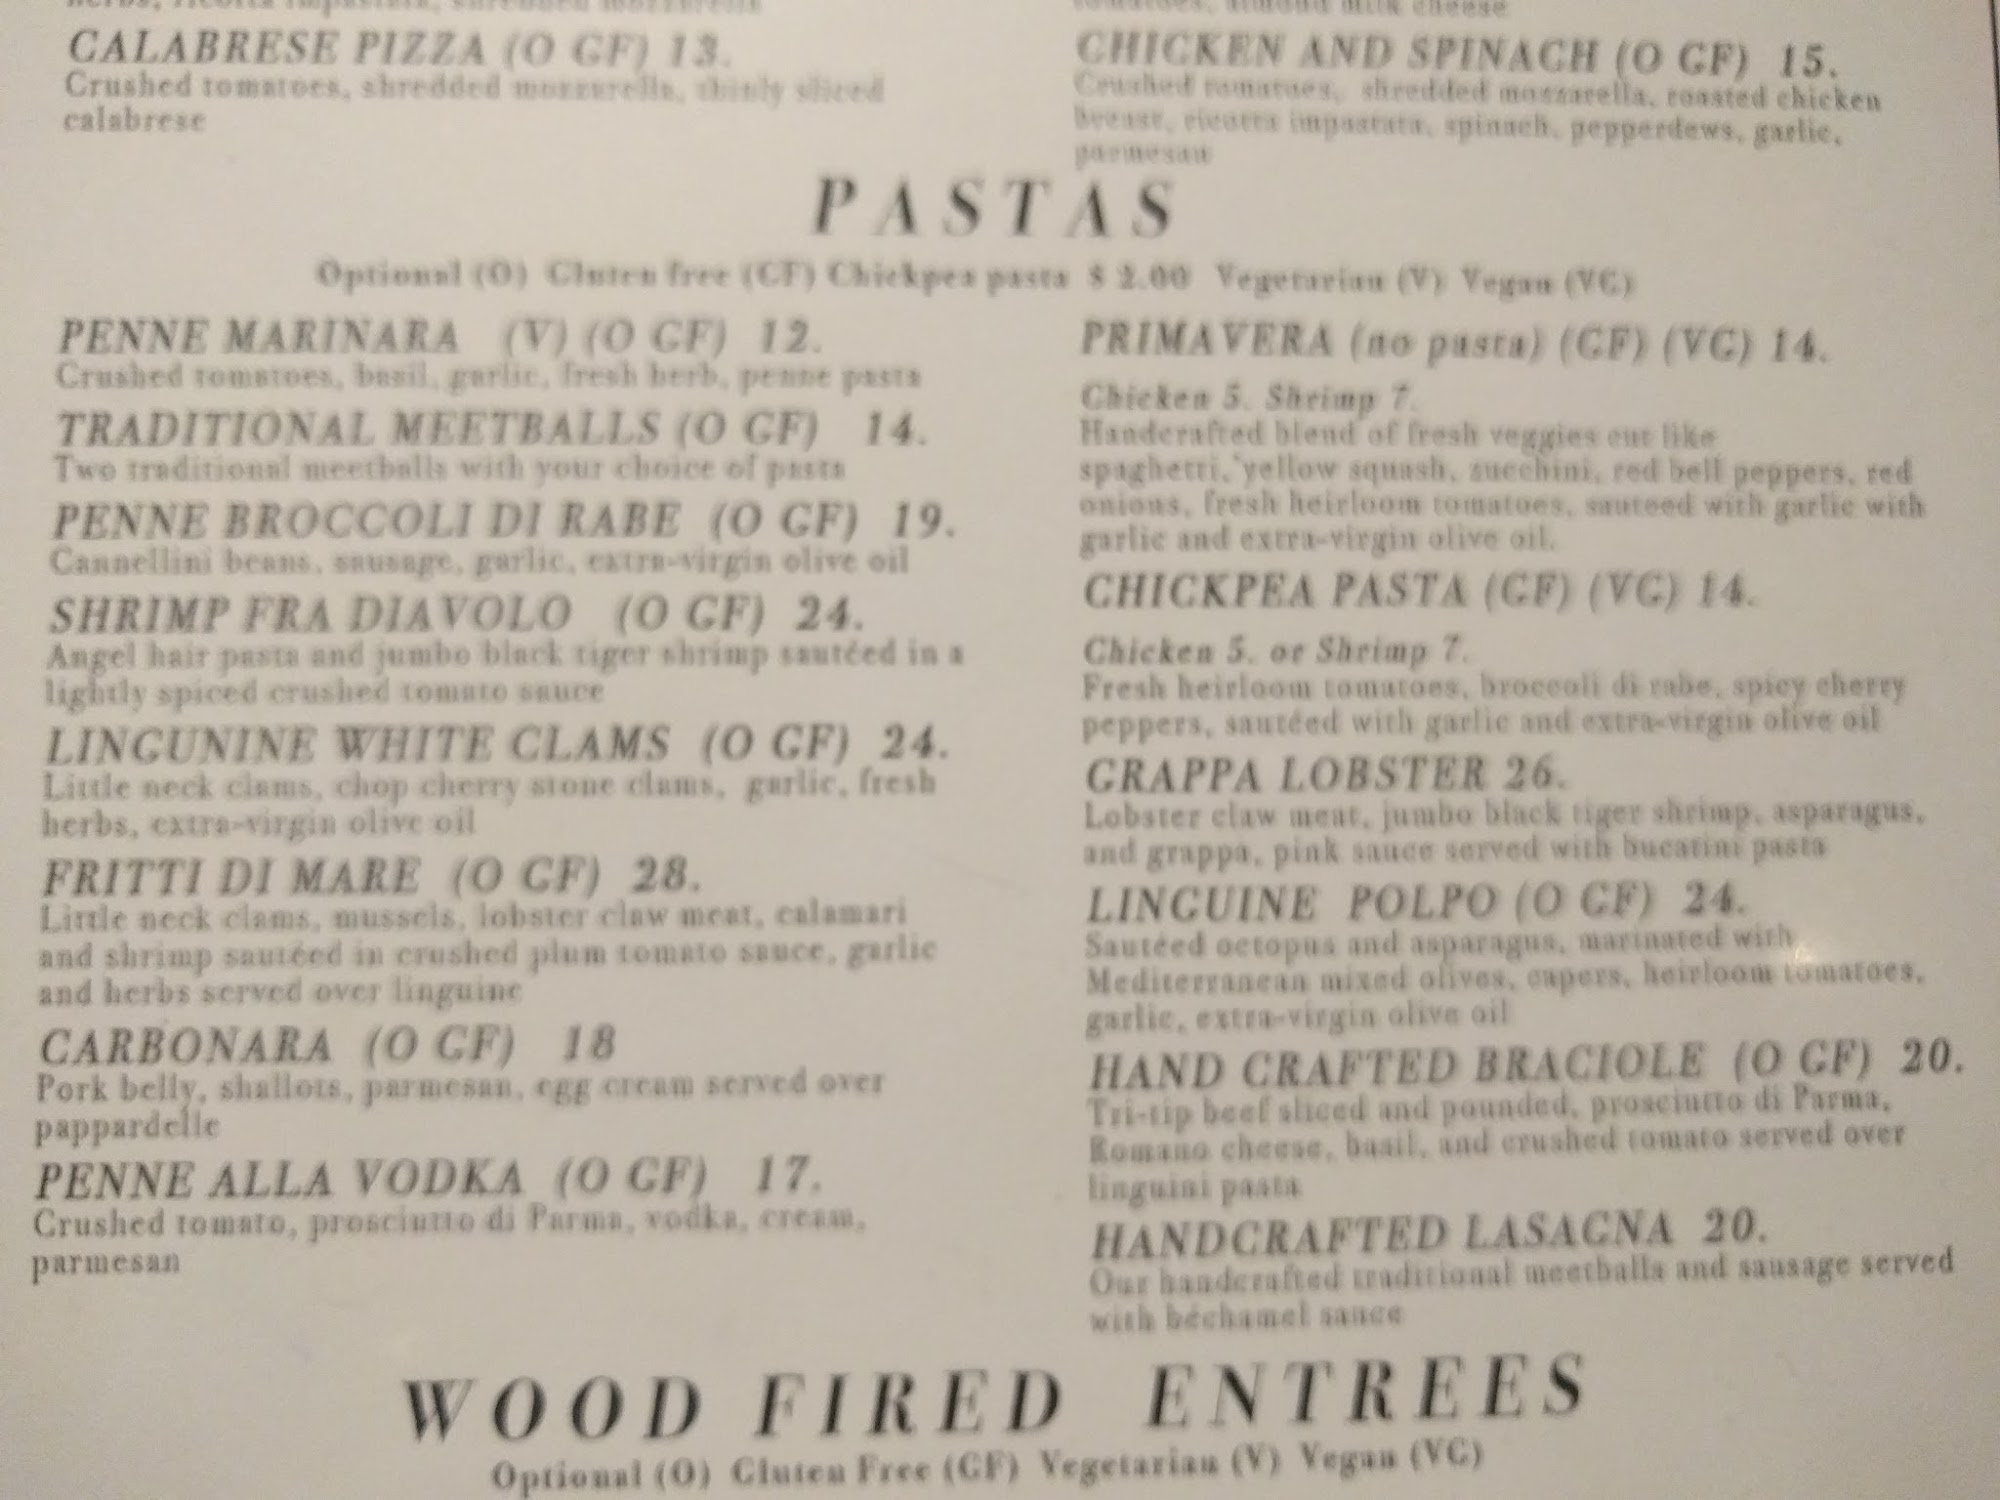 CALABRESE PIZZA (O GF) 13.
Crushed tomatoes, shredded mozzarella, thinly sliced
calabrese
CHICKEN AND SPINACH (O GF) 15.
Crushed tomatoes, shredded mozzarella, roasted chicken
breast, ricotta impastata, spinach, pepperdews, garlic,
parmesan
PASTAS
Optional (O) Gluten free (GF) Chickpea pasta $ 2.00 Vegetarian (V) Vegan (VG)
PENNE MARINARA (V) (O GF) 12.
Crushed tomatoes, basil, garlic, fresh herb, penne pasta
TRADITIONAL MEETBALLS (O GF) 14.
Two traditional meetballs with your choice of pasta
PENNE BROCCOLI DI RABE (O GF) 19.
Cannellini beans, sausage, garlic, extra-virgin olive oil
SHRIMP FRA DIAVOLO (O GF) 24.
Angel hair pasta and jumbo black tiger shrimp sautéed in a
lightly spiced crushed tomato sauce
LINGUNINE WHITE CLAMS (O GF) 24.
Little neck clams, chop cherry stone clams, garlic, fresh
herbs, extra-virgin olive oil
FRITTI DI MARE (O GF) 28.
Little neck clams, mussels, lobster claw meat, calamari
and shrimp sautéed in crushed plum tomato sauce, garlic
and herbs served over linguine
CARBONARA (O GF) 18
Pork belly, shallots, parmesan, egg cream served over
pappardelle
PENNE ALLA VODKA (O GF) 17.
Crushed tomato, prosciutto di Parma, vodka, cream,
parmesan
PRIMAVERA (no pasta) (GF) (VG) 14.
Chicken 5. Shrimp 7.
Handcrafted blend of fresh veggies cut like
spaghetti, yellow squash, zucchini, red bell peppers, red
onions, fresh heirloom tomatoes, sauteed with garlic with
garlic and extra-virgin olive oil.
CHICKPEA PASTA (GF) (VG) 14.
Chicken 5. or Shrimp 7.
Fresh heirloom tomatoes, broccoli di rabe, spicy cherry
peppers, sautéed with garlic and extra-virgin olive oil
GRAPPA LOBSTER 26.
Lobster claw meat, jumbo black tiger shrimp, asparagus,
and grappa, pink sauce served with bucatini pasta
LINGUINE POLPO (O GF) 24.
Sautéed octopus and asparagus, marinated with
Mediterranean mixed olives, capers, heirloom tomatoes,
garlic, extra-virgin olive oil
HAND CRAFTED BRACIOLE (O GF) 20.
Tri-tip beef sliced and pounded, prosciutto di Parma,
Romano cheese, basil, and crushed tomato served over
linguini pasta
HANDCRAFTED LASAGNA 20.
Our handcrafted traditional meetballs and sausage served
with béchamel sauce
WOOD FIRED ENTREES
Optional (O) Gluten Free (GF) Vegetarian (V) Vegan (VG)